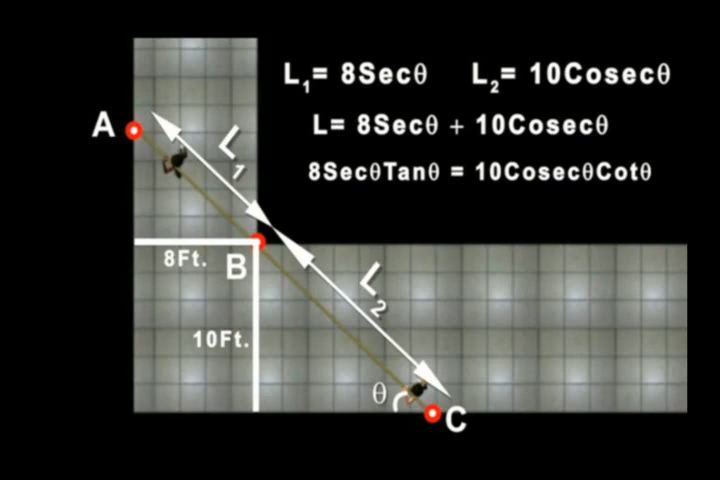 L1= 8Secθ L2= 10Cosecθ
L= 8Secθ + 10Cosecθ
8SecθTanθ = 10CosecθCotθ
A
L1
8Ft.
B
L2
10Ft.
θ
C